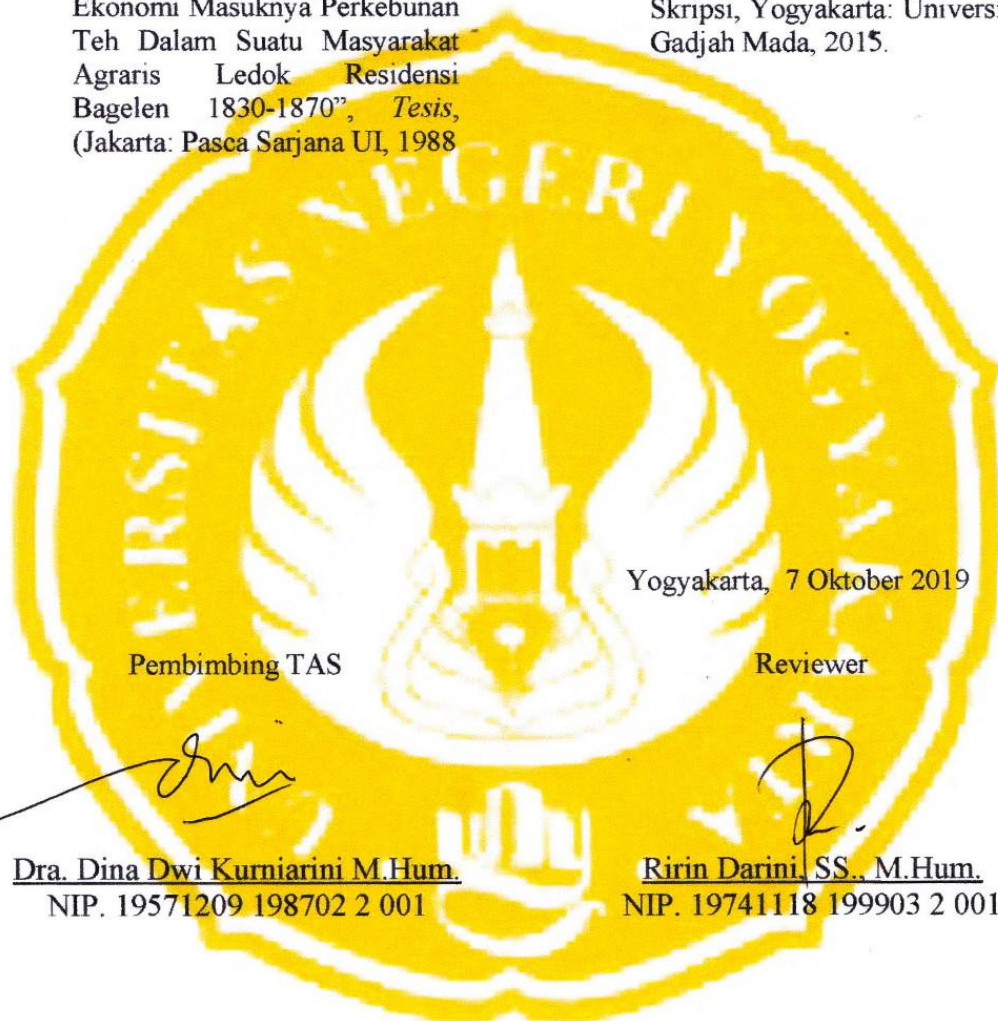 Ekonomi Masuknya Perkebunan
Teh Dalam Suatu Masyarakat
Agraris Ledok Residensi
Bagelen 1830-1870”, Tesis,
(Jakarta: Pasca Sarjana UI, 1988
Skripsi, Yogyakarta: Univers
Gadjah Mada, 2015.
UNIVERSITAS NEGERI YOGYAKARTA
Yogyakarta, 7 Oktober 2019
Pembimbing TAS
Reviewer
Dra. Dina Dwi Kurniarini M.Hum.
NIP. 19571209 198702 2 001
Ririn Darini, SS., M.Hum.
NIP. 19741118 199903 2 001